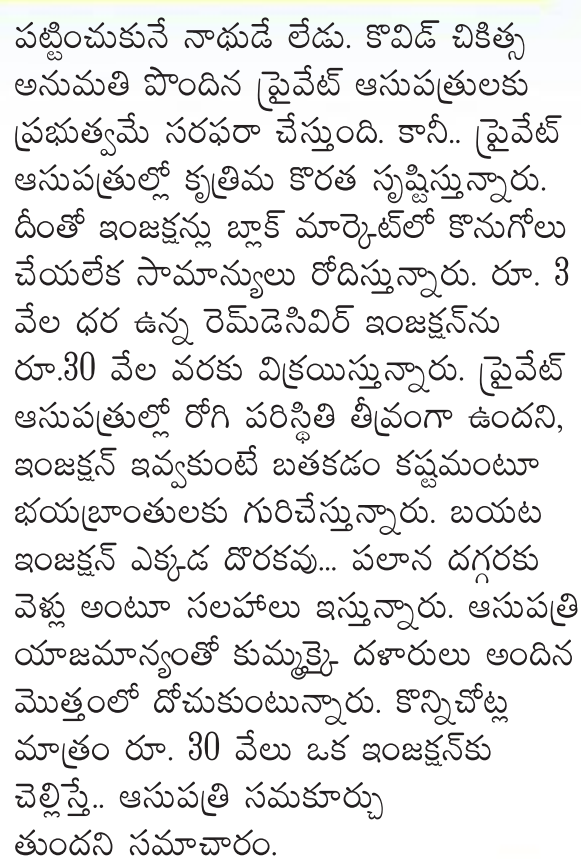 పట్టించుకునే నాథుడే లేడు. కొవిడ్ చికిత్స
అనుమతి పొందిన ప్రైవేట్ ఆసుపత్రులకు
ప్రభుత్వమే సరఫరా చేస్తుంది. కానీ.. ప్రైవేట్
ఆసుపత్రుల్లో కృత్రిమ కొరత సృష్టిస్తున్నారు.
దీంతో ఇంజక్షన్లు బ్లాక్ మార్కెట్‌లో కొనుగోలు
చేయలేక సామాన్యులు రోదిస్తున్నారు. రూ. 3
వేల ధర ఉన్న రెమ్‌డెసివిర్ ఇంజక్షన్‌ను
రూ.30 వేల వరకు విక్రయిస్తున్నారు. ప్రైవేట్
ఆసుపత్రుల్లో రోగి పరిస్థితి తీవ్రంగా ఉందని,
ఇంజక్షన్ ఇవ్వకుంటే బతకడం కష్టమంటూ
భయబ్రాంతులకు గురిచేస్తున్నారు. బయట
ఇంజక్షన్ ఎక్కడ దొరకవు... పలాన దగ్గరకు
వెళ్లు అంటూ సలహాలు ఇస్తున్నారు. ఆసుపత్రి
యాజమాన్యంతో కుమ్మక్కై దళారులు అందిన
మొత్తంలో దోచుకుంటున్నారు. కొన్నిచోట్ల
మాత్రం రూ. 30 వేలు ఒక ఇంజక్షన్‌కు
చెల్లిస్తే.. ఆసుపత్రి సమకూర్చు
తుందని సమాచారం.